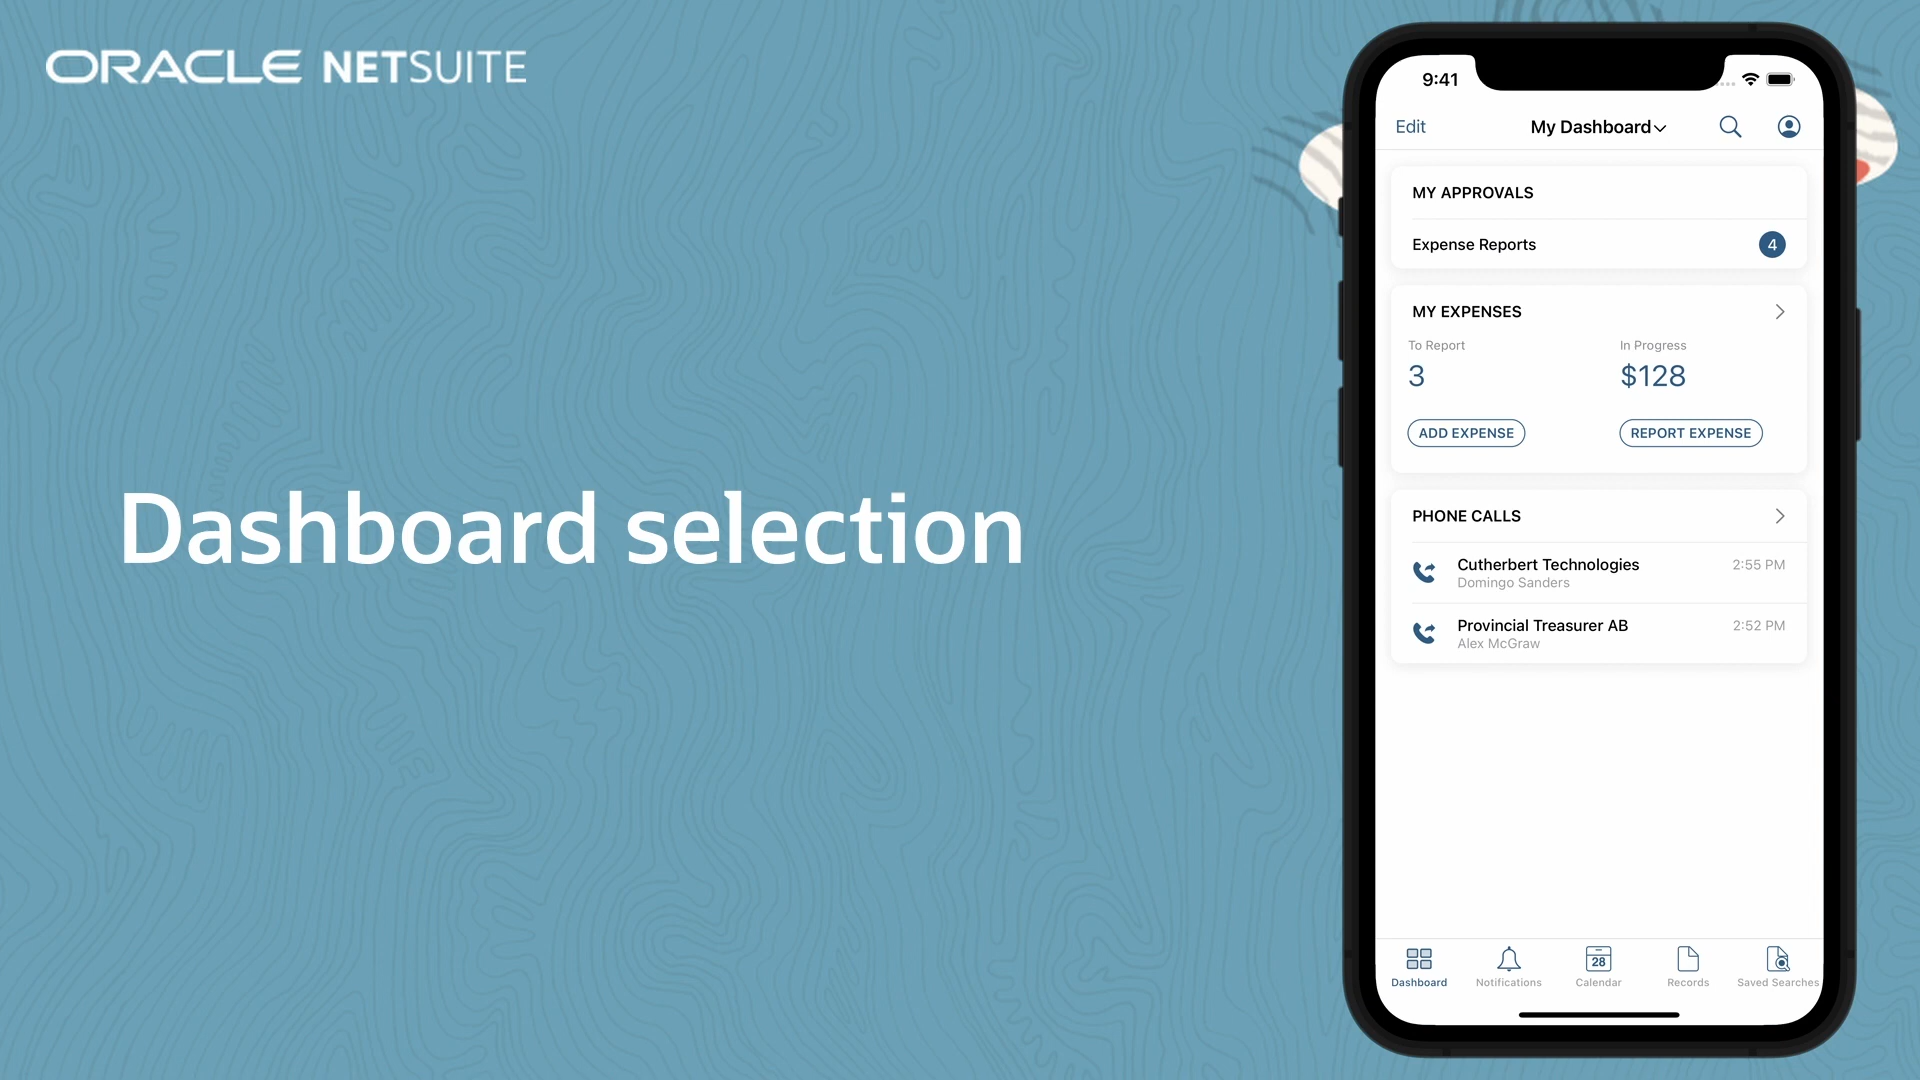 ORACLE NETSUITE
Dashboard selection
9:41
Edit
My Dashboard
MY APPROVALS
Expense Reports
4
MY EXPENSES
To Report
In Progress
3
$128
ADD EXPENSE
REPORT EXPENSE
PHONE CALLS
Cutherbert Technologies
2:55 PM
Domingo Sanders
Provincial Treasurer AB
2:52 PM
Alex McGraw
28
Dashboard
Notifications
Calendar
Records
Saved Searches